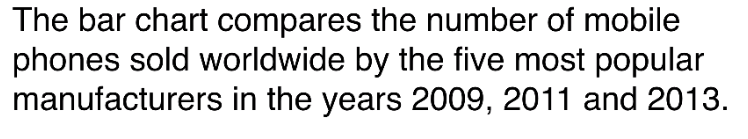 The bar chart compares the number of mobile
phones sold worldwide by the five most popular
manufacturers in the years 2009, 2011 and 2013.